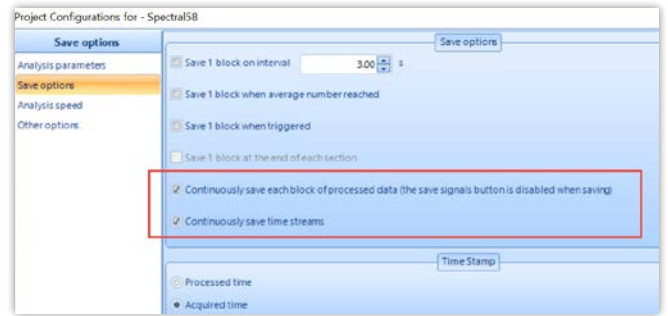 Project Configurations for - Spectral58
Save options
Analysis parameters
Save options
Analysis speed
Other options
Save options
Save 1 block on interval 3.00 s
Save 1 block when average number reached
Save 1 block when triggered
Save 1 block at the end of each section
Continuously save each block of processed data (the save signals button is disabled when saving)
Continuously save time streams
Time Stamp
Processed time
Acquired time